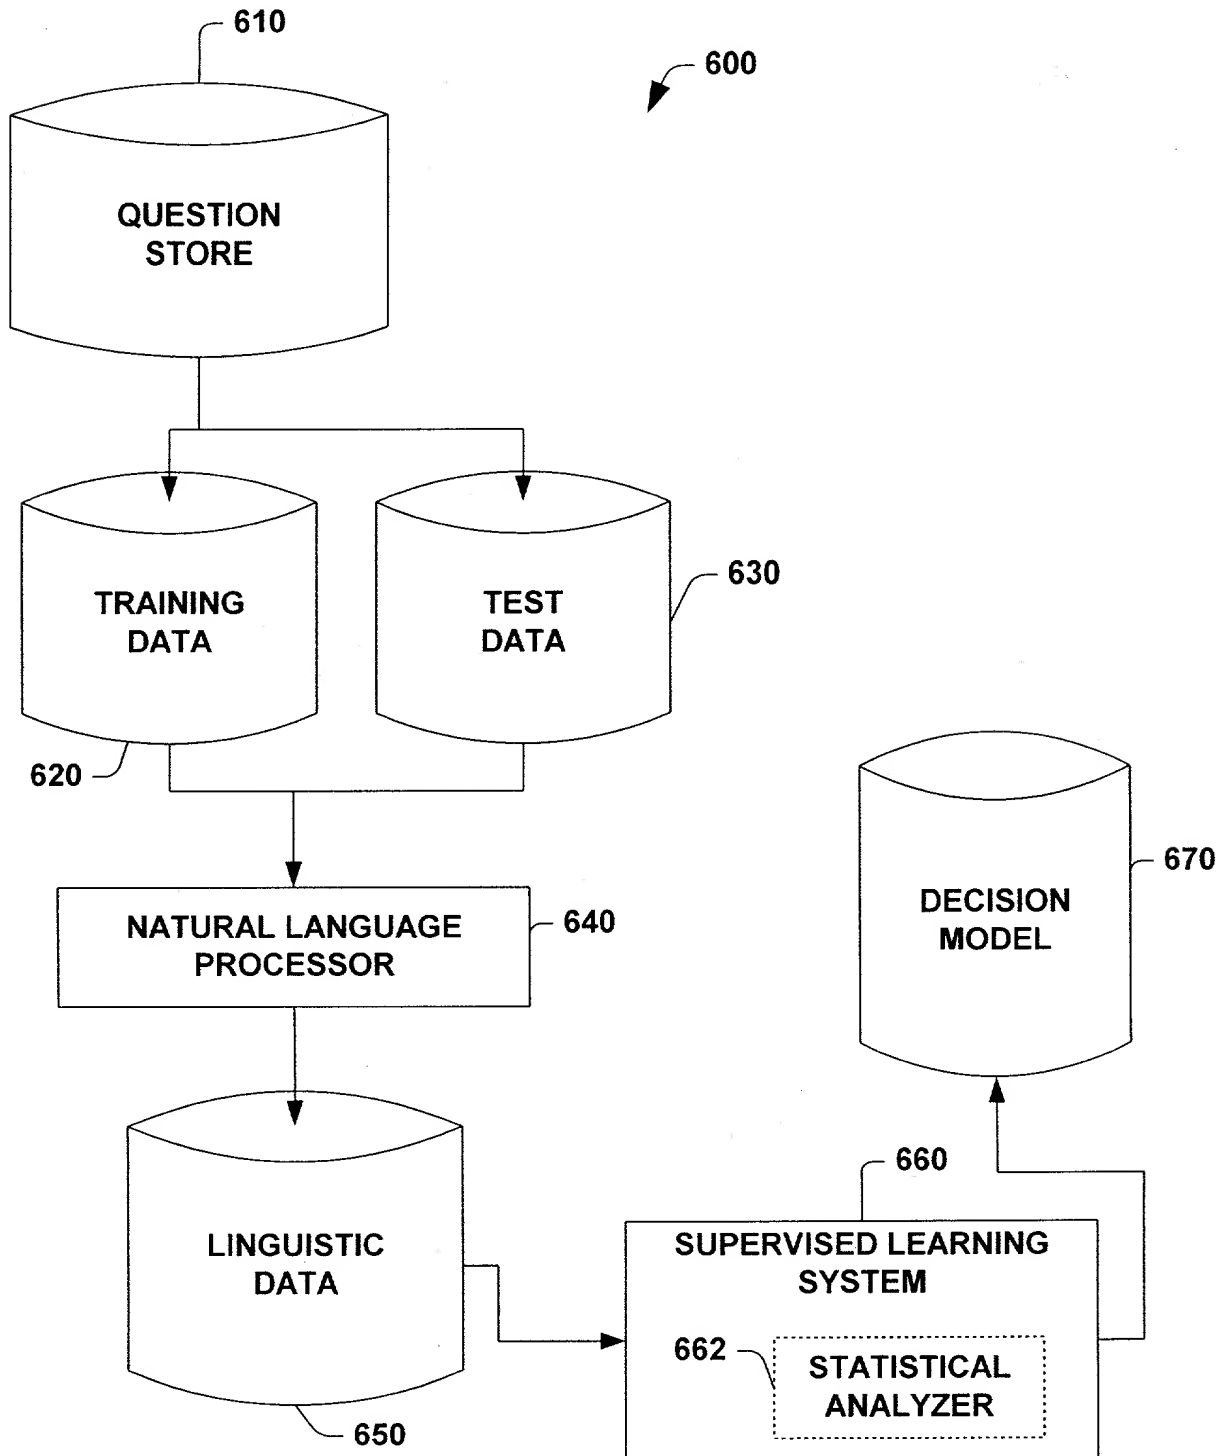 610
600
QUESTION
STORE
TRAINING
DATA
TEST
DATA
630
620
670
DECISION
MODEL
NATURAL LANGUAGE
PROCESSOR
640
660
LINGUISTIC
DATA
SUPERVISED LEARNING
SYSTEM
662
STATISTICAL
ANALYZER
650